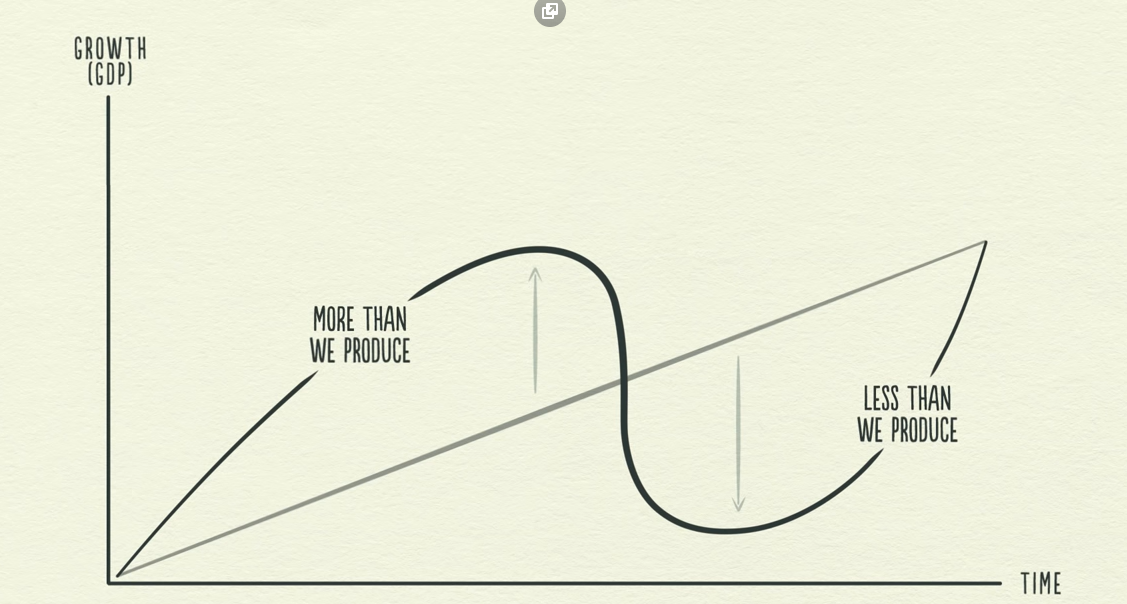 GROWTH
(GDP)
MORE THAN
WE PRODUCE
LESS THAN
WE PRODUCE
TIME